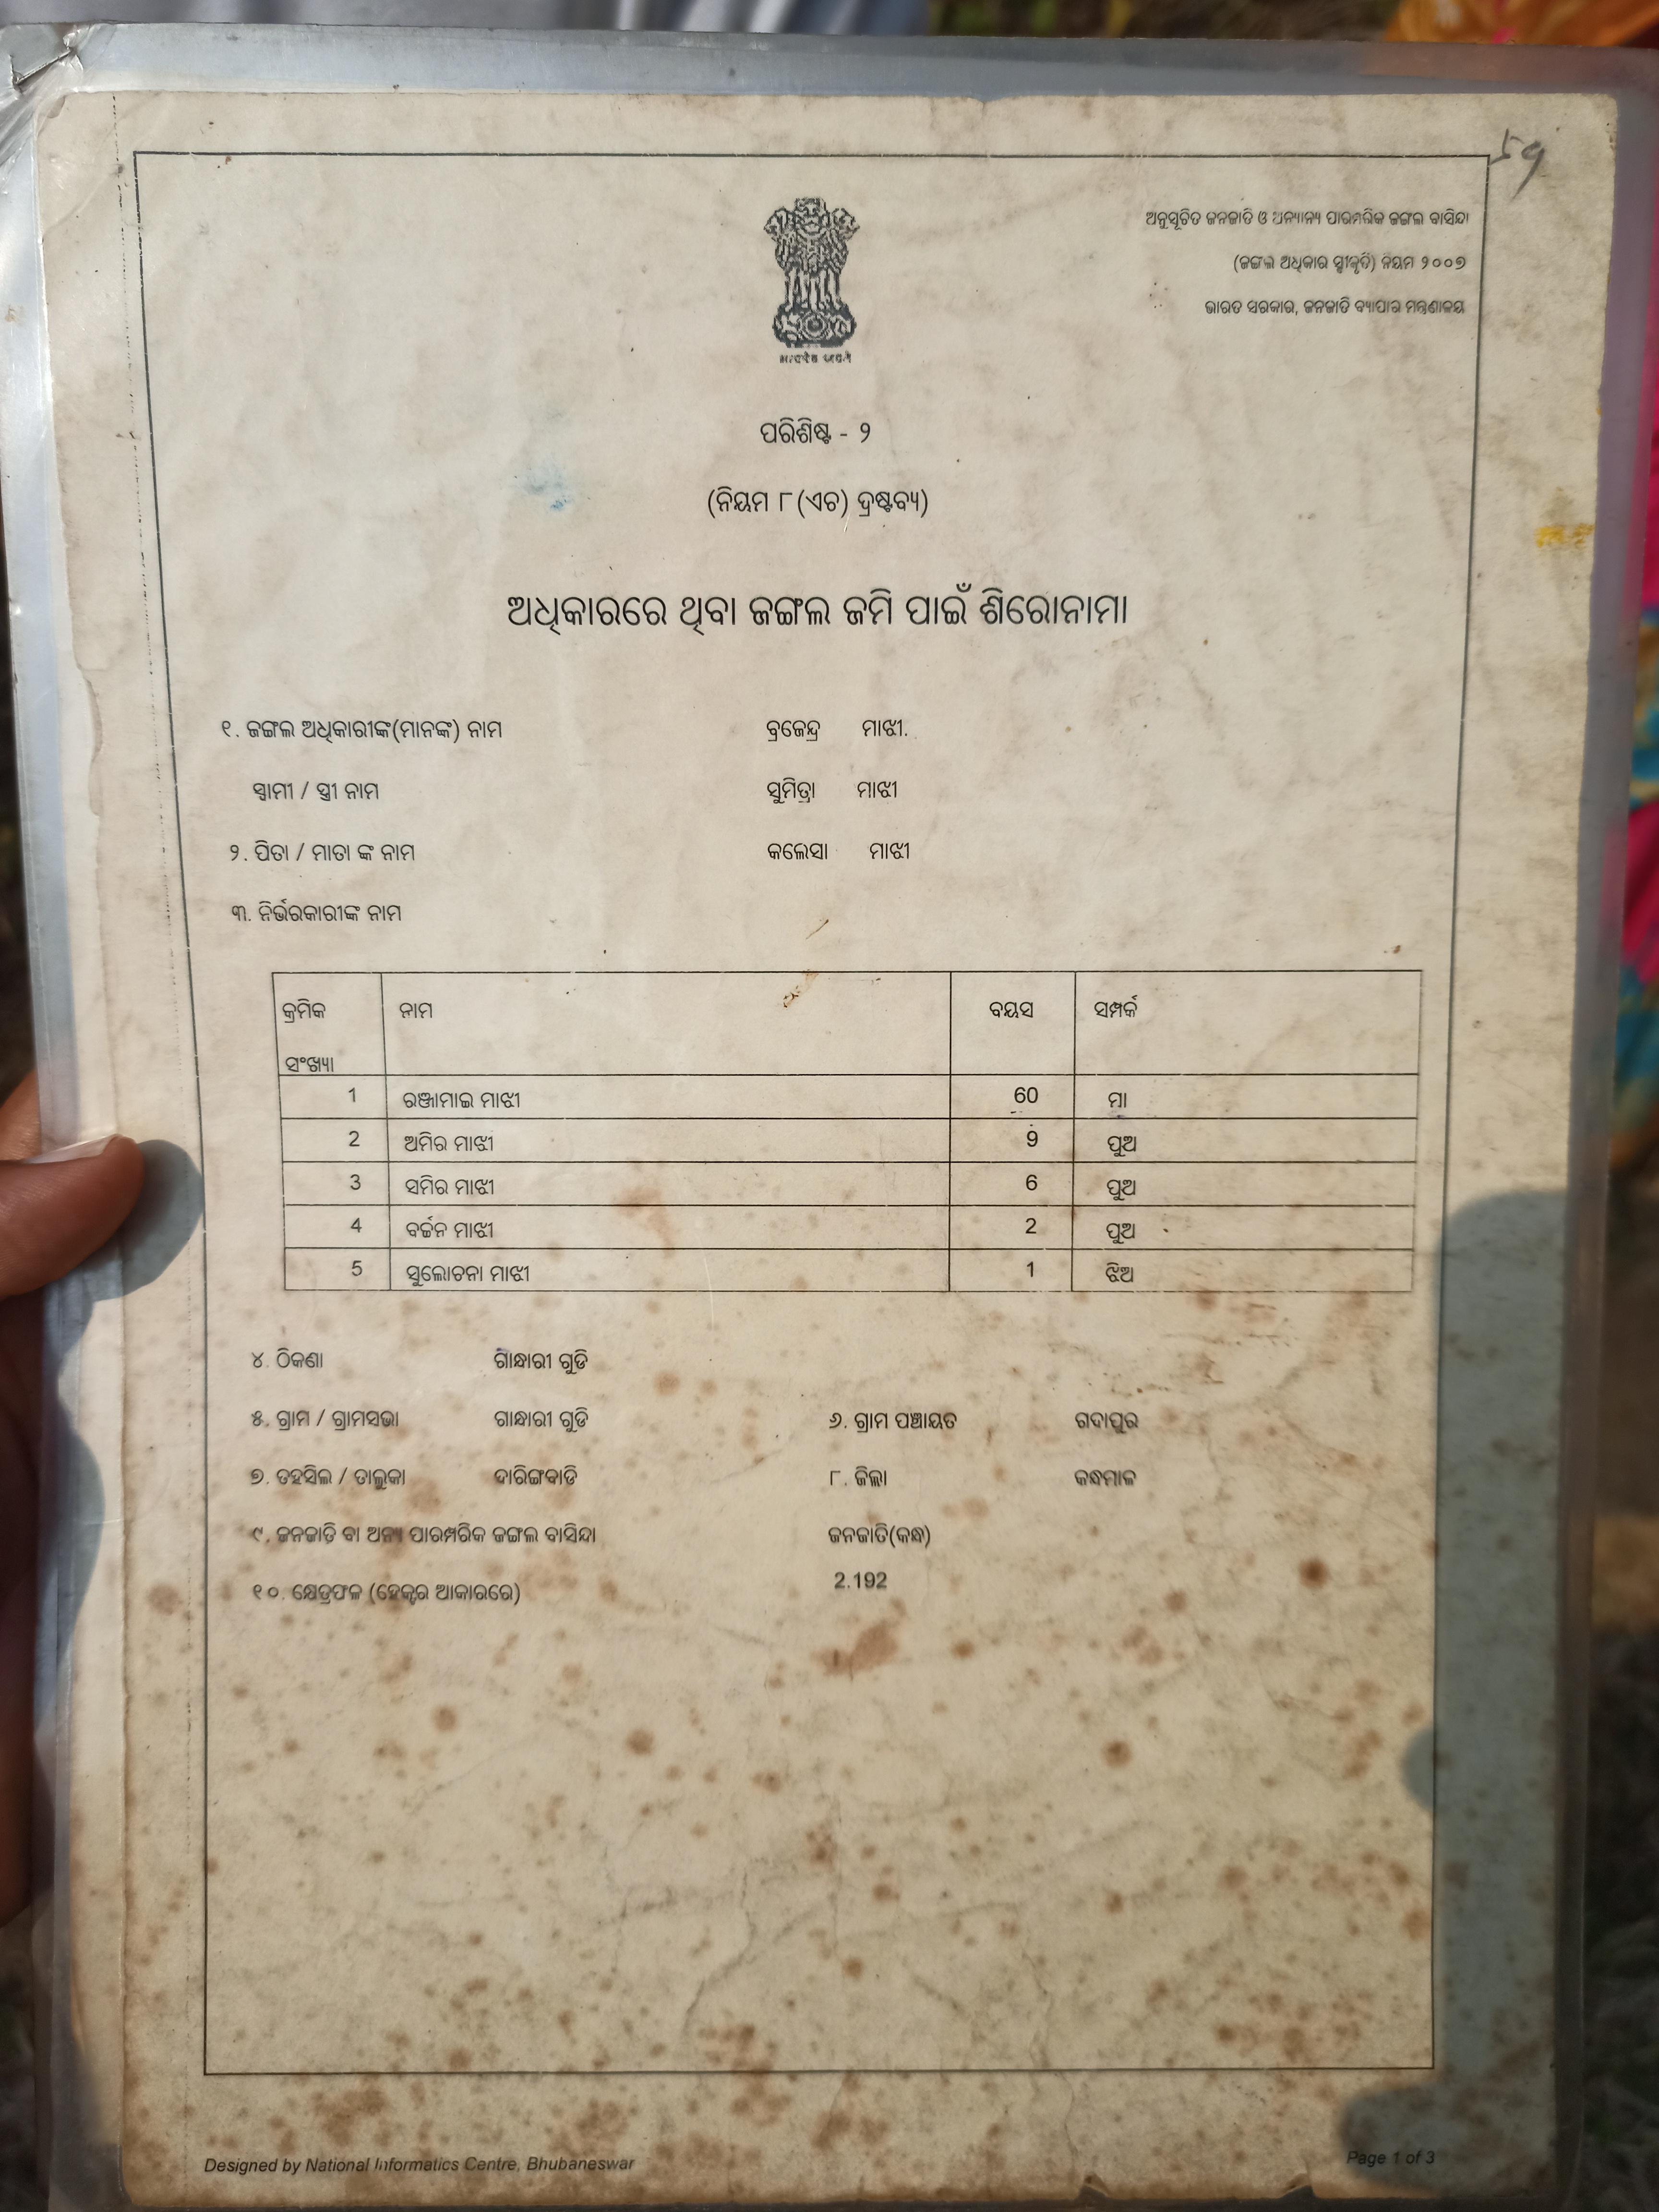 59
ଅନୁସୂଚିତ ଜନଜାତି ଓ ଅନ୍ୟାନ୍ୟ ପାରମ୍ପରିକ ଜଙ୍ଗଲ ବାସିନ୍ଦା
(ଜଙ୍ଗଲ ଅଧିକାର ସ୍ବୀକୃତି) ନିୟମ ୨୦୦୭
ଭାରତ ସରକାର, ଜନଜାତି ବ୍ୟାପାର ମନ୍ତ୍ରଣାଳୟ
ପରିଶିଷ୍ଟ - ୨
(ନିୟମ ୮(ଏଚ) ଦ୍ରଷ୍ଟବ୍ୟ)
ଅଧିକାରରେ ଥିବା ଜଙ୍ଗଲ ଜମି ପାଇଁ ଶିରୋନାମା
୧. ଜଙ୍ଗଲ ଅଧିକାରୀଙ୍କ(ମାନଙ୍କ) ନାମ ବ୍ରଜେନ୍ଦ୍ର ମାଝୀ.
ସ୍ବାମୀ / ସ୍ତ୍ରୀ ନାମ ସୁମିତ୍ରା ମାଝୀ
୨. ପିତା / ମାତା ଙ୍କ ନାମ କଲେସା ମାଝୀ
୩. ନିର୍ଭରକାରୀଙ୍କ ନାମ
କ୍ରମିକ ନାମ ବୟସ ସମ୍ପର୍କ
ସଂଖ୍ୟା
1 ରଞ୍ଜାମାଇ ମାଝୀ 60 ମା
2 ଅମିର ମାଝୀ 9 ପୁଅ
3 ସମିର ମାଝୀ 6 ପୁଅ
4 ବର୍ଚ୍ଚନ ମାଝୀ 2 ପୁଅ
5 ସୁଲୋଚନା ମାଝୀ 1 ଝିଅ
୪. ଠିକଣା ଗାନ୍ଧାରୀ ଗୁଡି
୫. ଗ୍ରାମ / ଗ୍ରାମସଭା ଗାନ୍ଧାରୀ ଗୁଡି ୬. ଗ୍ରାମ ପଞ୍ଚାୟତ ଗଦାପୁର
୭. ତହସିଲ / ତାଲୁକା ଦାରିଙ୍ଗବାଡି ୮. ଜିଲ୍ଲା କନ୍ଧମାଳ
୯. ଜନଜାତି ବା ଅନ୍ୟ ପାରମ୍ପରିକ ଜଙ୍ଗଲ ବାସିନ୍ଦା ଜନଜାତି(କନ୍ଧ)
୧୦. କ୍ଷେତ୍ରଫଳ (ହେକ୍ଟର ଆକାରରେ) 2.192
Designed by National Informatics Centre, Bhubaneswar Page 1 of 3